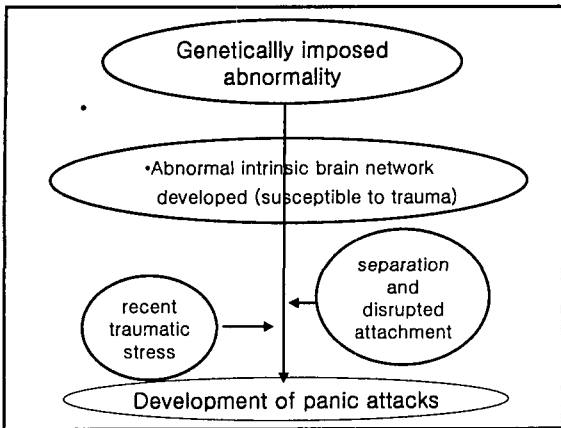 Geneticallly imposed
abnormality
•Abnormal intrinsic brain network
developed (susceptible to trauma)
separation
and
disrupted
attachment
recent
traumatic
stress
Development of panic attacks